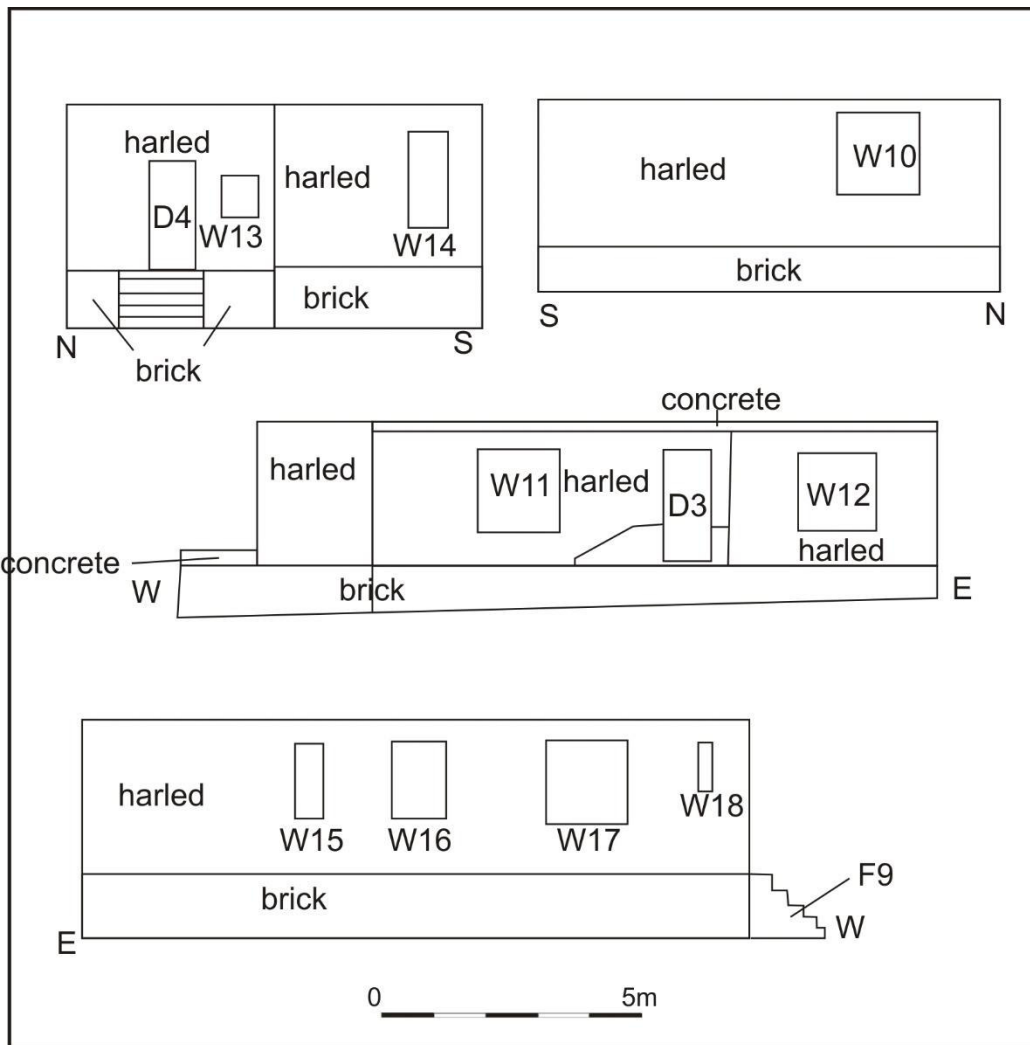 harled
harled
D4
W13
W14
brick
N
S
brick
harled
W10
brick
S
N
concrete
harled
W11
harled
D3
W12
harled
concrete
W
brick
E
harled
W15
W16
W17
W18
brick
F9
E
W
0
5m